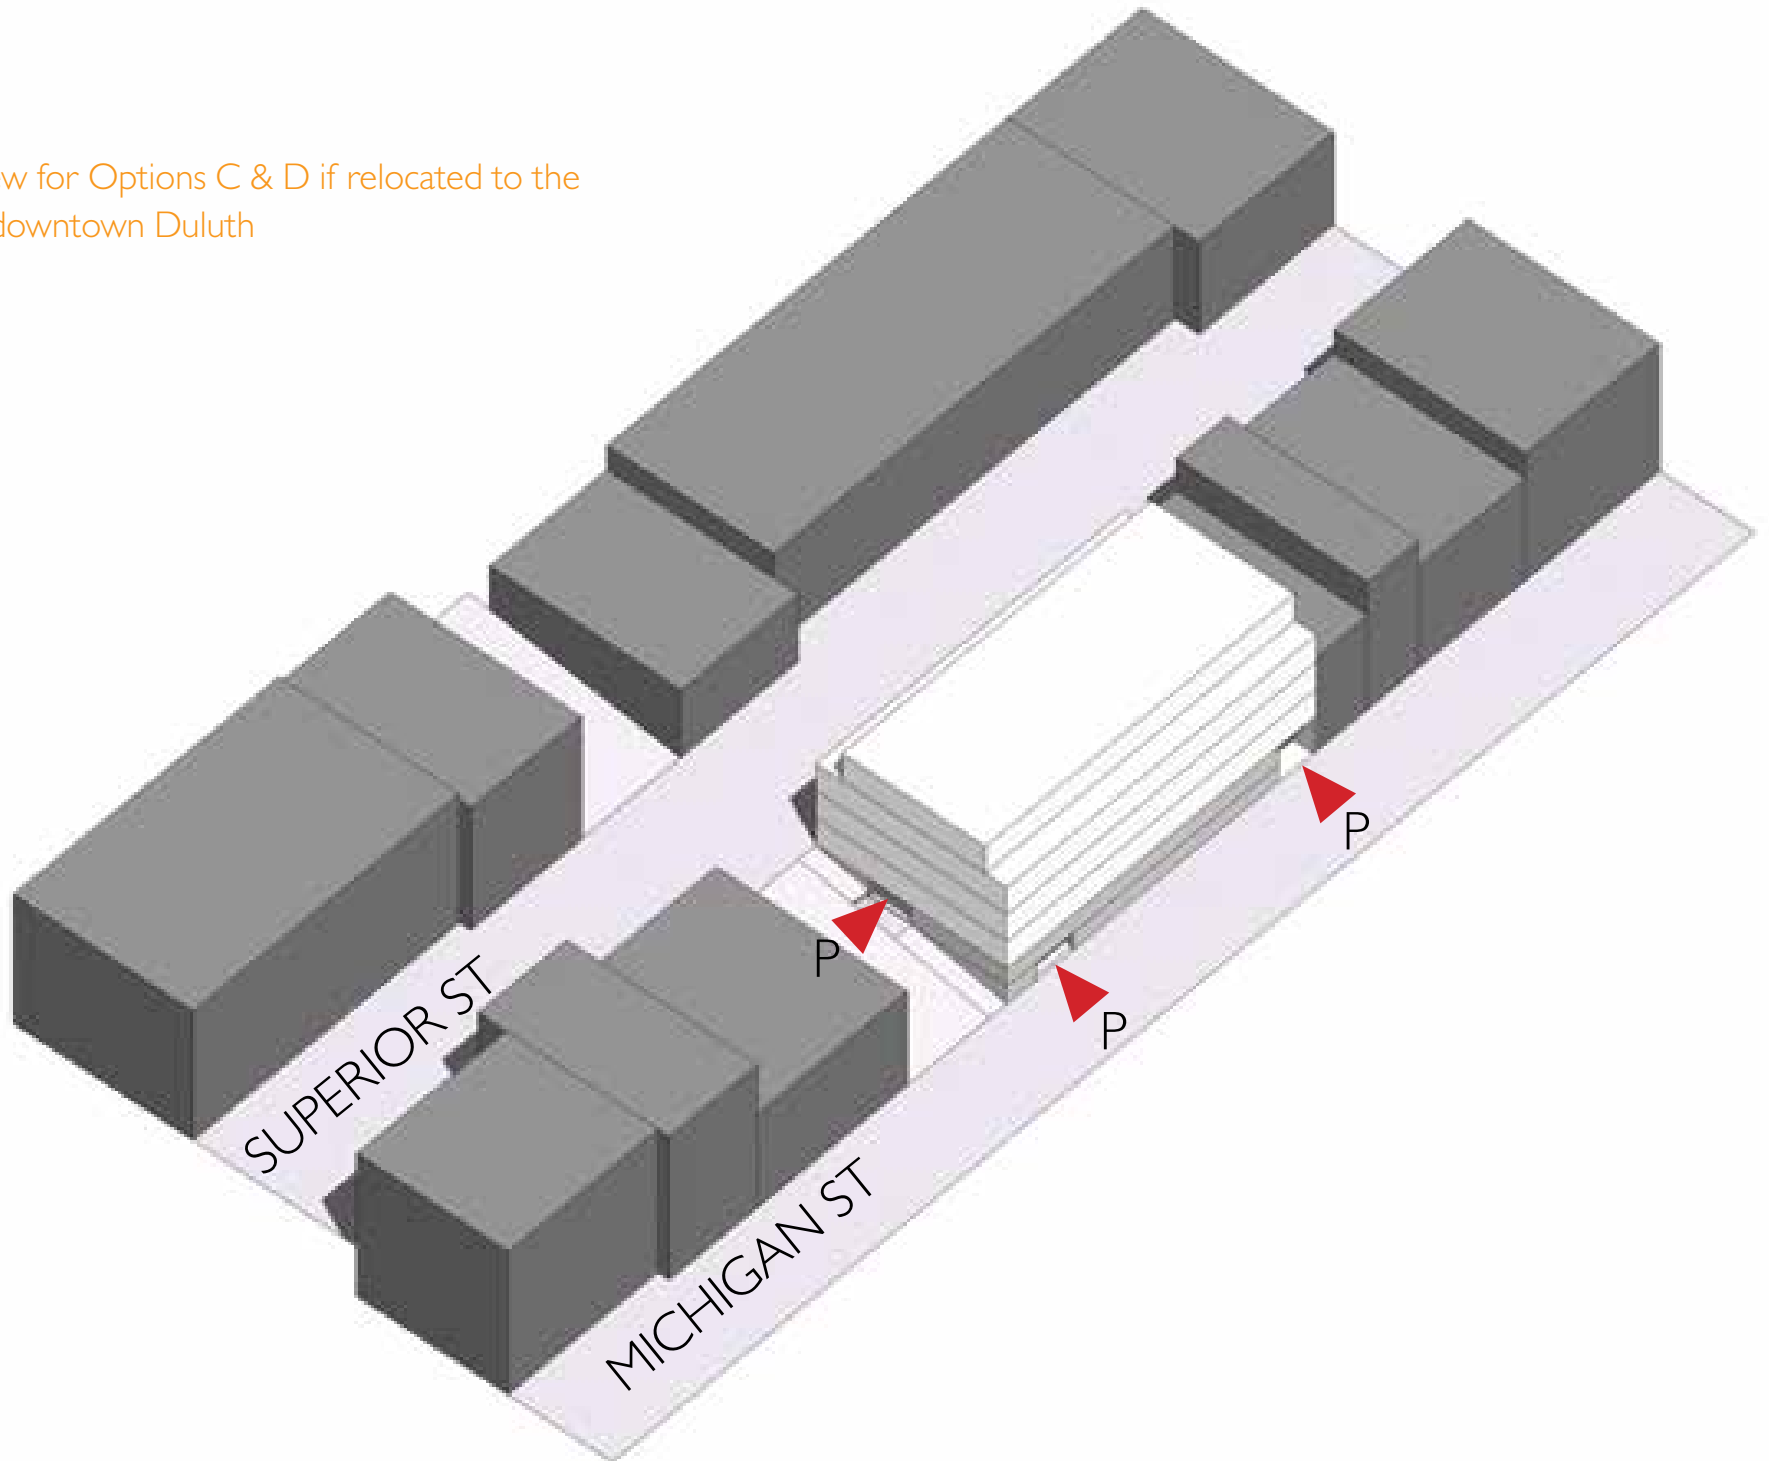 w for Options C & D if relocated to the
downtown Duluth
P
P
P
SUPERIOR ST
MICHIGAN ST